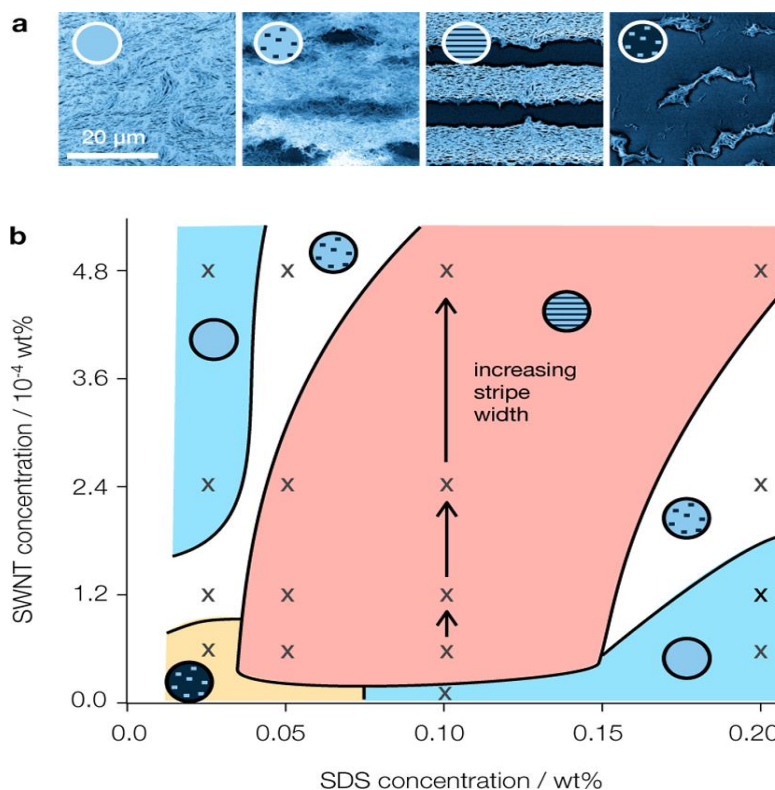 a
20 µm
b
SWNT concentration / 10⁻⁴ wt%
4.8
3.6
2.4
1.2
0.0
increasing
stripe
width
x x x x
x x x x
x x x x
x x x x
x
0.0 0.05 0.10 0.15 0.20
SDS concentration / wt%